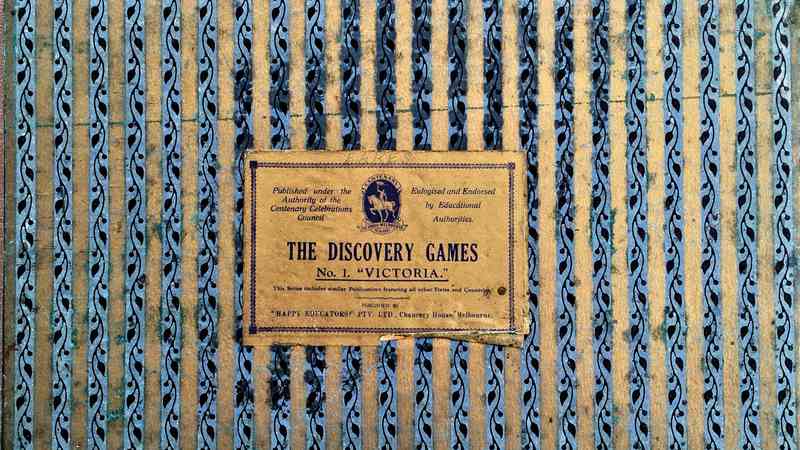 Published under the
Authority of the
Centenary Celebrations
Council
CENTENARY
Eulogised and Endorsed
by Educational
Authorities.
THE DISCOVERY GAMES
No. 1. "VICTORIA."
This Series includes similar Publications featuring all other States and Countries
PUBLISHED BY
"HAPPY EDUCATORS" PTY. LTD., Chancery House, Melbourne